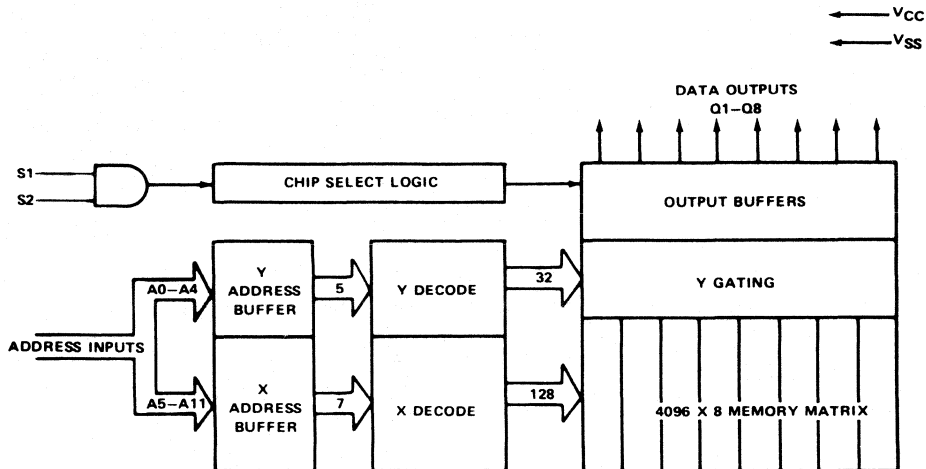 VCC
VSS
DATA OUTPUTS
Q1–Q8
S1
S2
CHIP SELECT LOGIC
OUTPUT BUFFERS
A0–A4
Y
ADDRESS
BUFFER
5
Y DECODE
32
Y GATING
ADDRESS INPUTS
A5–A11
X
ADDRESS
BUFFER
7
X DECODE
128
4096 X 8 MEMORY MATRIX